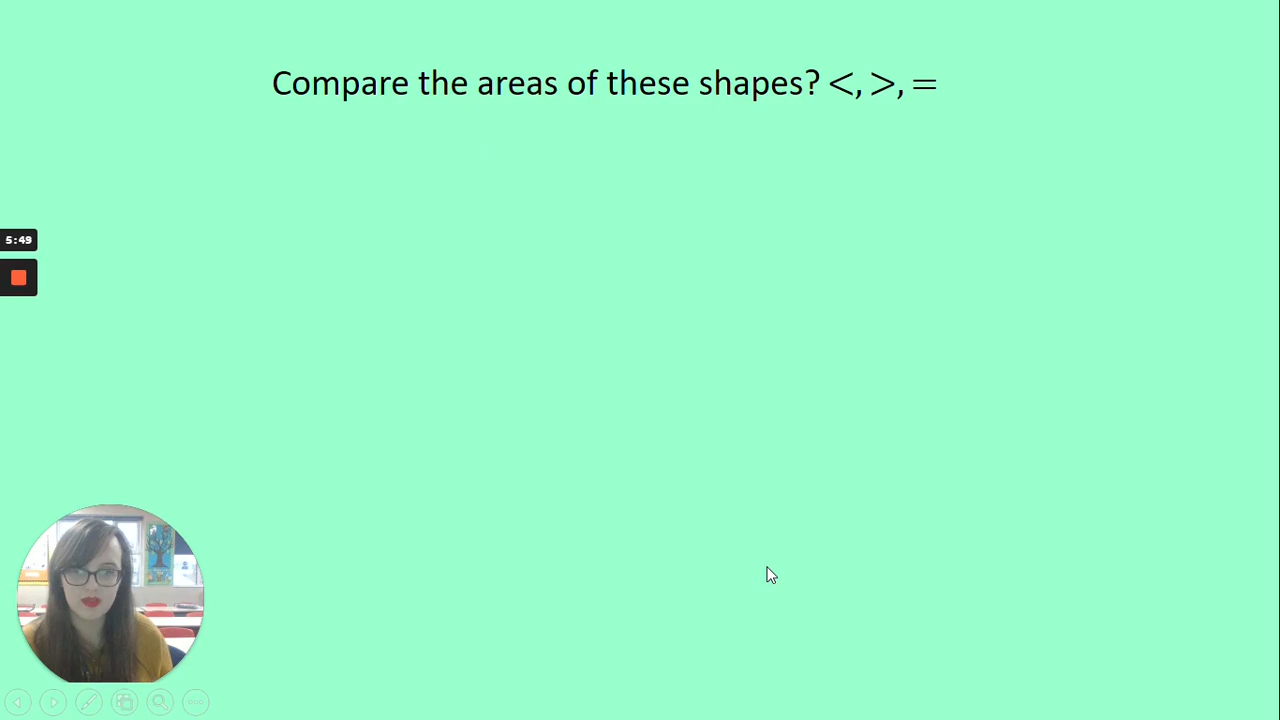 Compare the areas of these shapes? <, >, =
5:49